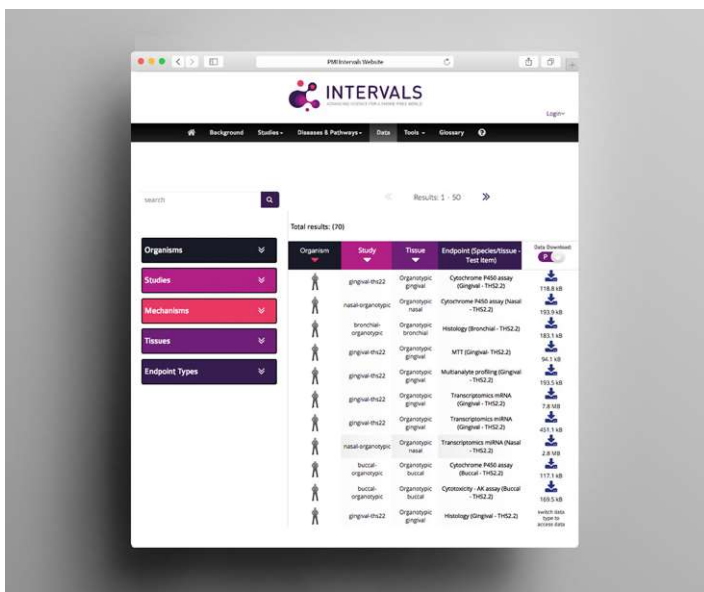 PMI Intervals Website
INTERVALS
ADVANCING SCIENCE FOR A SMOKE-FREE WORLD
Login
Background Studies Diseases & Pathways Data Tools Glossary ?
search
Results: 1 - 50
Total results: (70)
Organisms
Studies
Mechanisms
Tissues
Endpoint Types
Organism Study Tissue Endpoint (Species/tissue - Test Item) Data Download
P
gingival-ths22 Organotypic gingival Cytochrome P450 assay (Gingival - THS2.2) 118.8 kB
nasal-organotypic Organotypic nasal Cytochrome P450 assay (Nasal - THS2.2) 193.9 kB
bronchial-organotypic Organotypic bronchial Histology (Bronchial - THS2.2) 183.1 kB
gingival-ths22 Organotypic gingival MTT (Gingival- THS2.2) 94.1 kB
gingival-ths22 Organotypic gingival Multianalyte profiling (Gingival - THS2.2) 193.5 kB
gingival-ths22 Organotypic gingival Transcriptomics mRNA (Gingival - THS2.2) 7.8 MB
gingival-ths22 Organotypic gingival Transcriptomics miRNA (Gingival - THS2.2) 451.1 kB
nasal-organotypic Organotypic nasal Transcriptomics miRNA (Nasal - THS2.2) 2.8 MB
buccal-organotypic Organotypic buccal Cytochrome P450 assay (Buccal - THS2.2) 117.1 kB
buccal-organotypic Organotypic buccal Cytotoxicity - AK assay (Buccal - THS2.2) 169.5 kB
gingival-ths22 Organotypic gingival Histology (Gingival - THS2.2) switch data type to access data